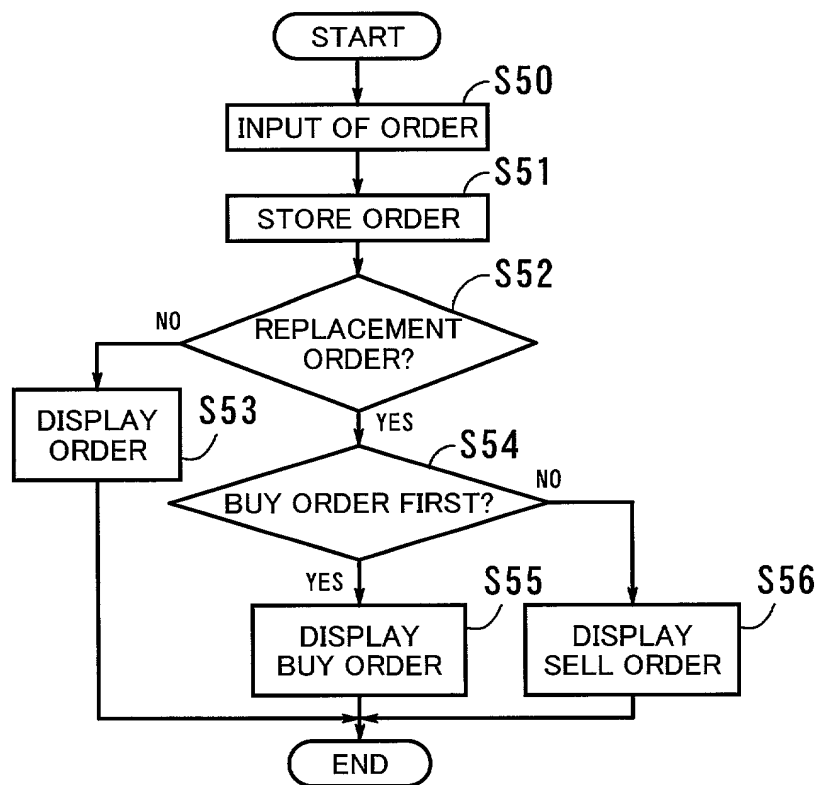 START
S50
INPUT OF ORDER
S51
STORE ORDER
S52
NO
REPLACEMENT
ORDER?
YES
DISPLAY
ORDER
S53
S54
BUY ORDER FIRST?
NO
YES
S55
DISPLAY
BUY ORDER
S56
DISPLAY
SELL ORDER
END